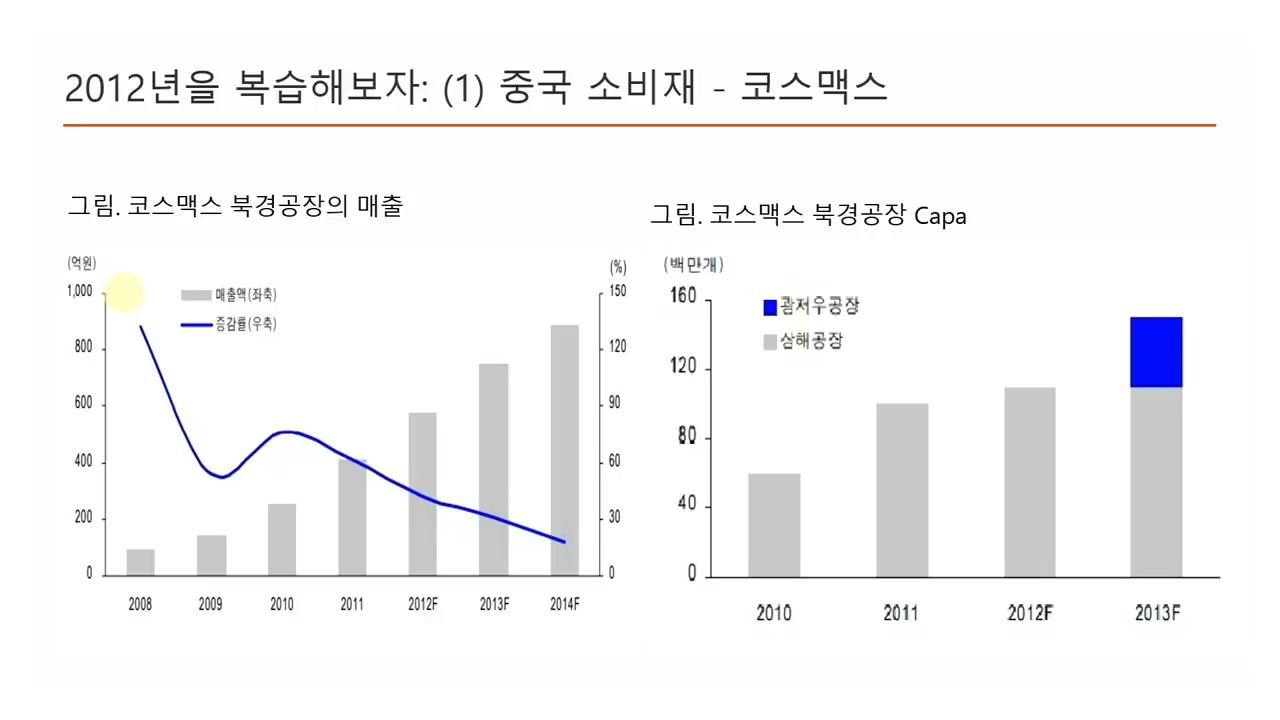 2012년을 복습해보자: (1) 중국 소비재 - 코스맥스
그림. 코스맥스 북경공장의 매출
(억원)
(%)
매출액(좌축)
증감률(우축)
1,000
800
600
400
200
0
150
120
90
60
30
0
2008
2009
2010
2011
2012F
2013F
2014F
그림. 코스맥스 북경공장 Capa
(백만개)
광저우공장
상해공장
160
120
80
40
0
2010
2011
2012F
2013F